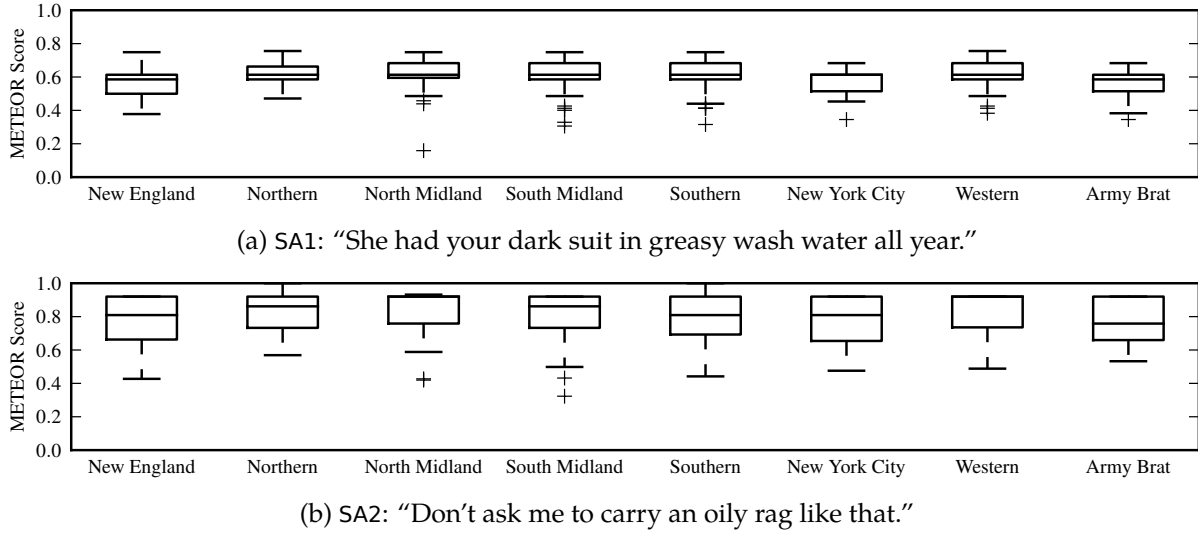 1.0
0.8
0.6
0.4
0.2
0.0
METEOR Score
New England Northern North Midland South Midland Southern New York City Western Army Brat
(a) SA1: “She had your dark suit in greasy wash water all year.”
1.0
0.8
0.6
0.4
0.2
0.0
METEOR Score
New England Northern North Midland South Midland Southern New York City Western Army Brat
(b) SA2: “Don’t ask me to carry an oily rag like that.”